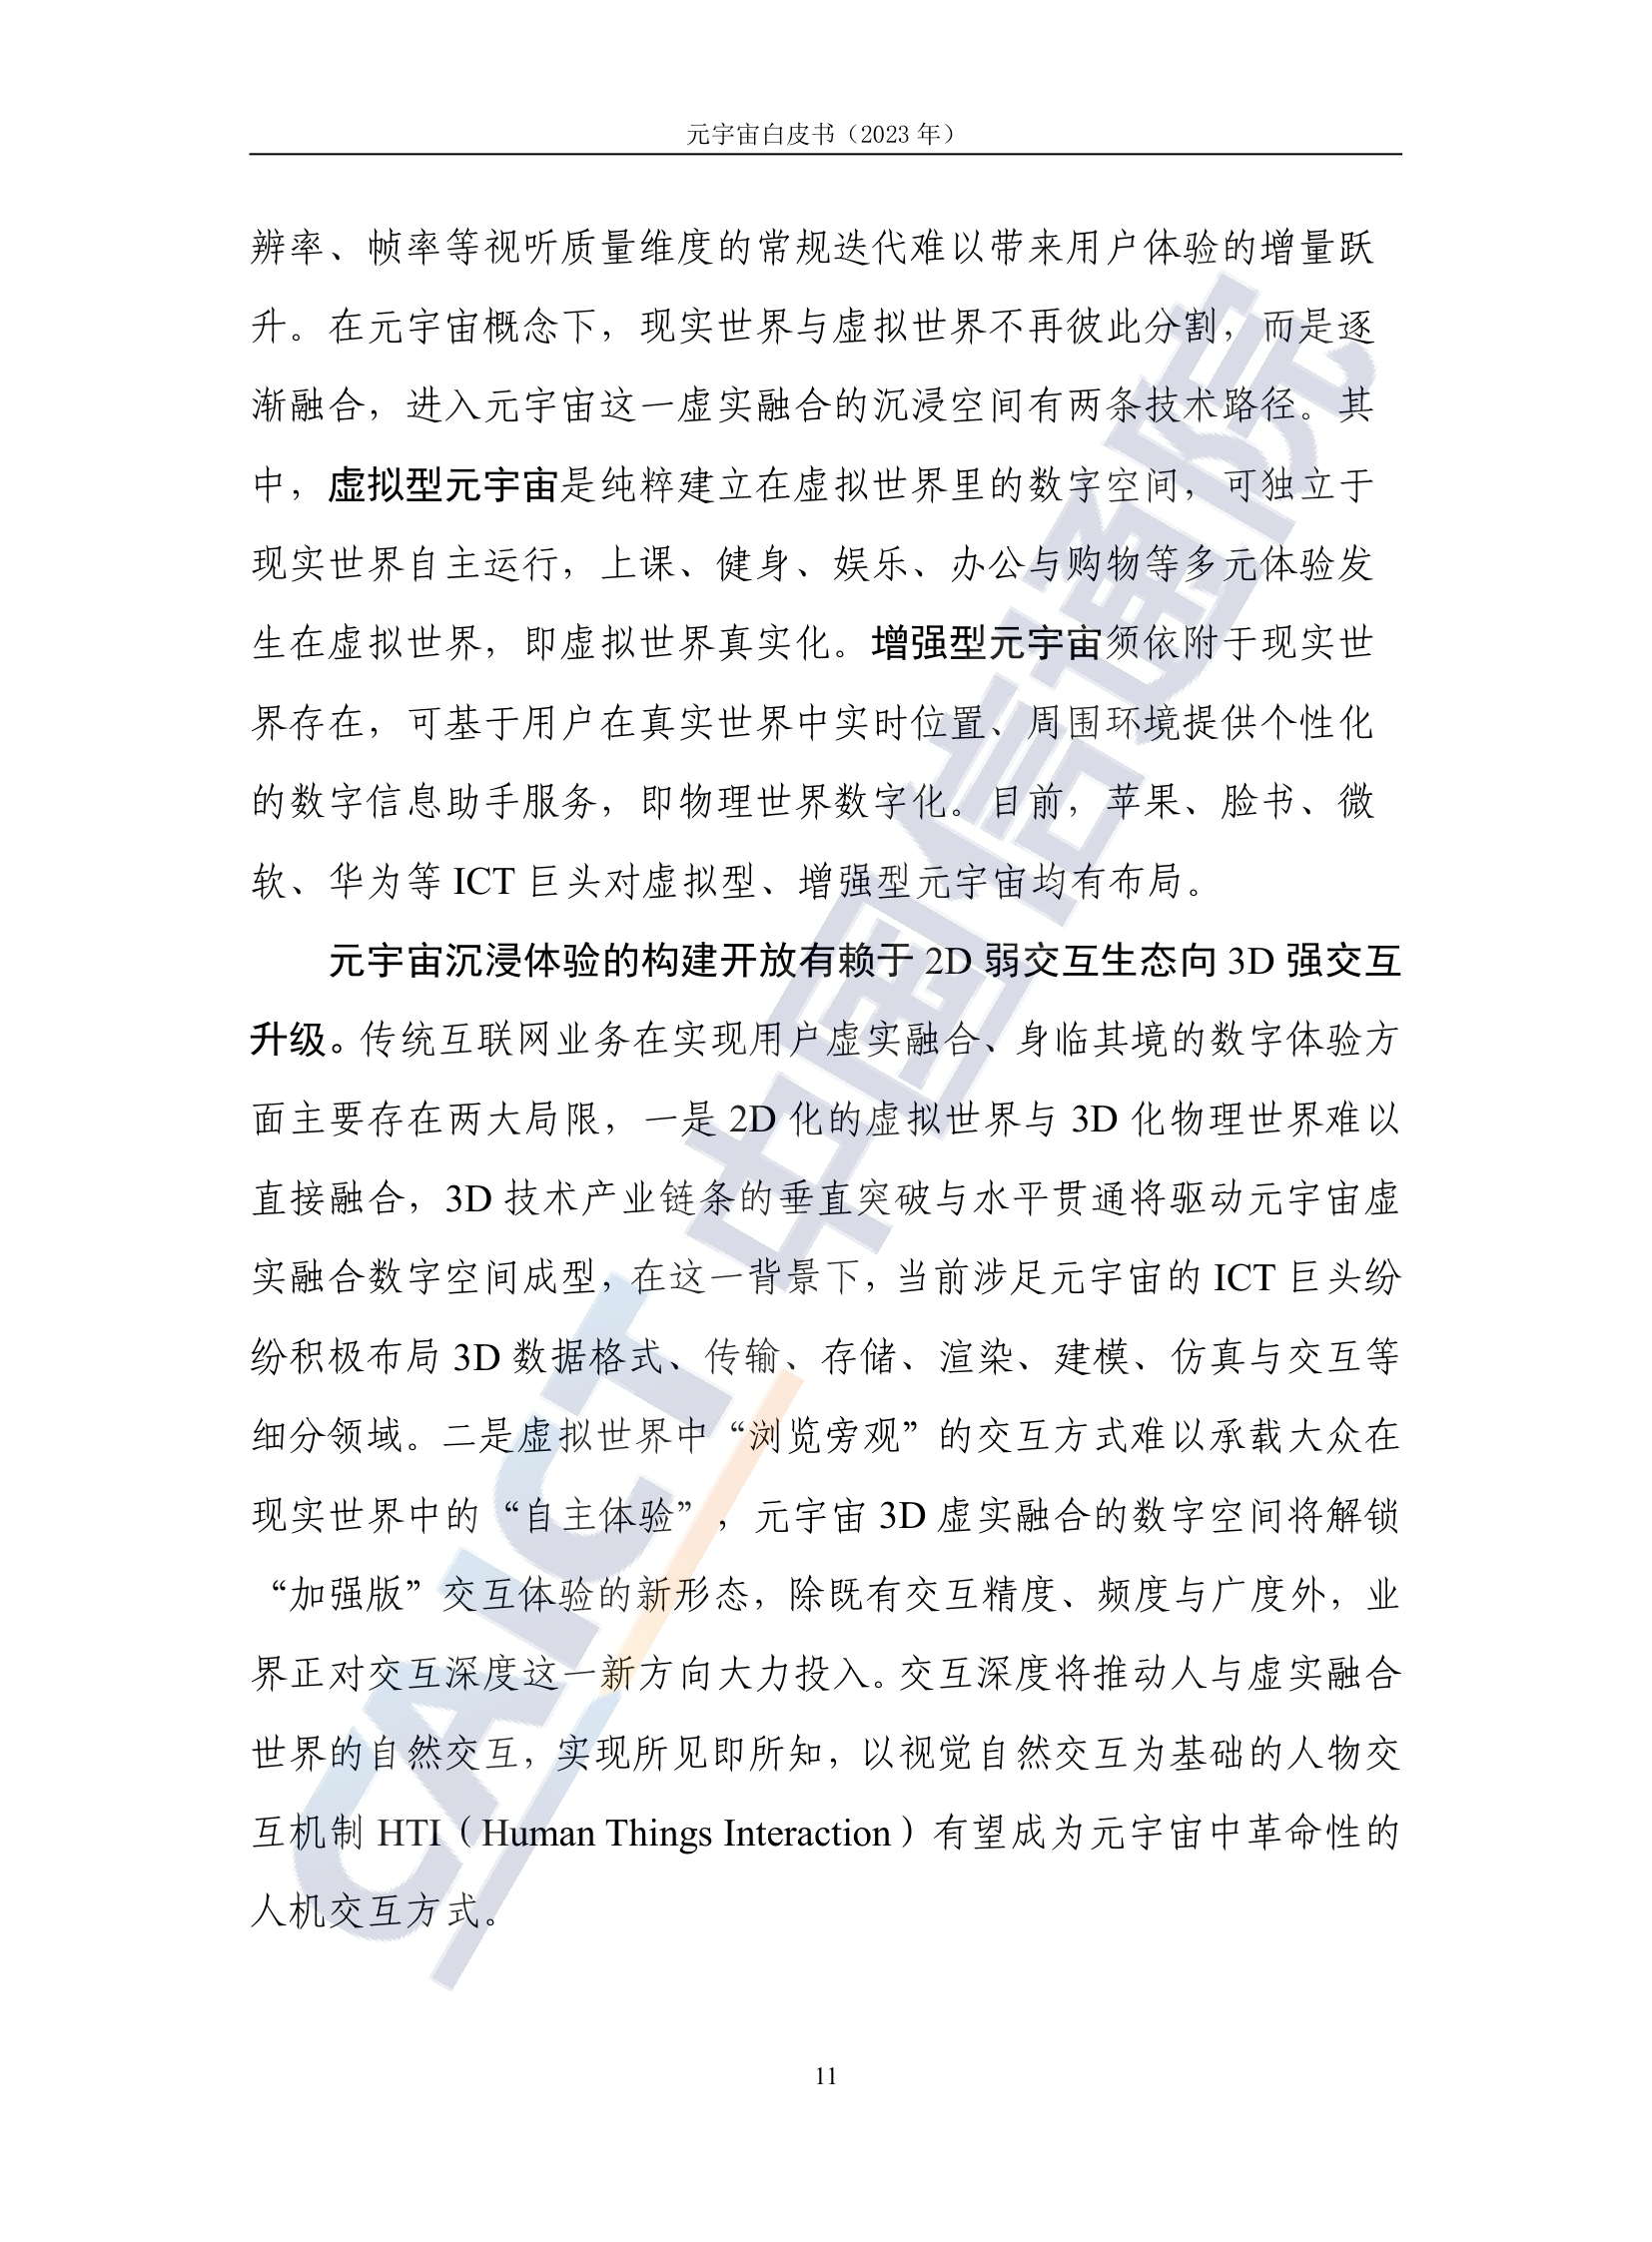 元宇宙白皮书（2023 年）
辨率、帧率等视听质量维度的常规迭代难以带来用户体验的增量跃
升。在元宇宙概念下，现实世界与虚拟世界不再彼此分割，而是逐
渐融合，进入元宇宙这一虚实融合的沉浸空间有两条技术路径。其
中，虚拟型元宇宙是纯粹建立在虚拟世界里的数字空间，可独立于
现实世界自主运行，上课、健身、娱乐、办公与购物等多元体验发
生在虚拟世界，即虚拟世界真实化。增强型元宇宙须依附于现实世
界存在，可基于用户在真实世界中实时位置、周围环境提供个性化
的数字信息助手服务，即物理世界数字化。目前，苹果、脸书、微
软、华为等 ICT 巨头对虚拟型、增强型元宇宙均有布局。
元宇宙沉浸体验的构建开放有赖于 2D 弱交互生态向 3D 强交互
升级。传统互联网业务在实现用户虚实融合、身临其境的数字体验方
面主要存在两大局限，一是 2D 化的虚拟世界与 3D 化物理世界难以
直接融合，3D 技术产业链条的垂直突破与水平贯通将驱动元宇宙虚
实融合数字空间成型，在这一背景下，当前涉足元宇宙的 ICT 巨头纷
纷积极布局 3D 数据格式、传输、存储、渲染、建模、仿真与交互等
细分领域。二是虚拟世界中“浏览旁观”的交互方式难以承载大众在
现实世界中的“自主体验”，元宇宙 3D 虚实融合的数字空间将解锁
“加强版”交互体验的新形态，除既有交互精度、频度与广度外，业
界正对交互深度这一新方向大力投入。交互深度将推动人与虚实融合
世界的自然交互，实现所见即所知，以视觉自然交互为基础的人物交
互机制 HTI（Human Things Interaction）有望成为元宇宙中革命性的
人机交互方式。
CAICT 中国信通院
11